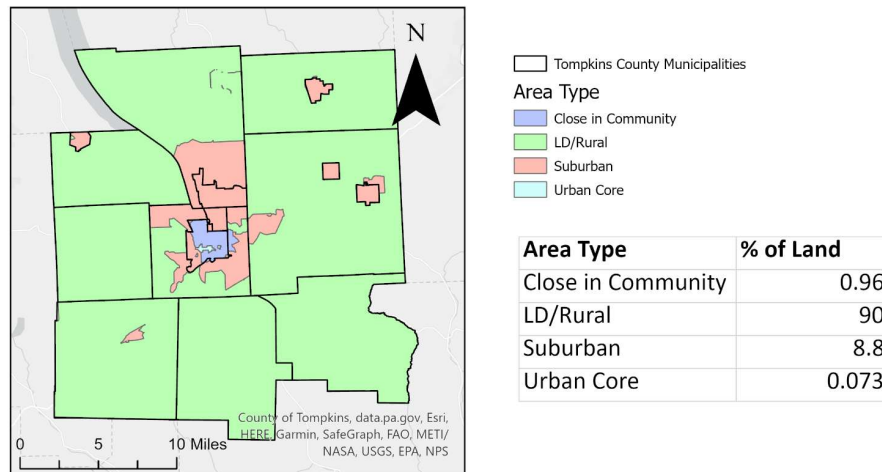 N
0 5 10 Miles
County of Tompkins, data.pa.gov, Esri,
HERE, Garmin, SafeGraph, FAO, METI/
NASA, USGS, EPA, NPS
Tompkins County Municipalities
Area Type
Close in Community
LD/Rural
Suburban
Urban Core
Area Type % of Land
Close in Community 0.96
LD/Rural 90
Suburban 8.8
Urban Core 0.073